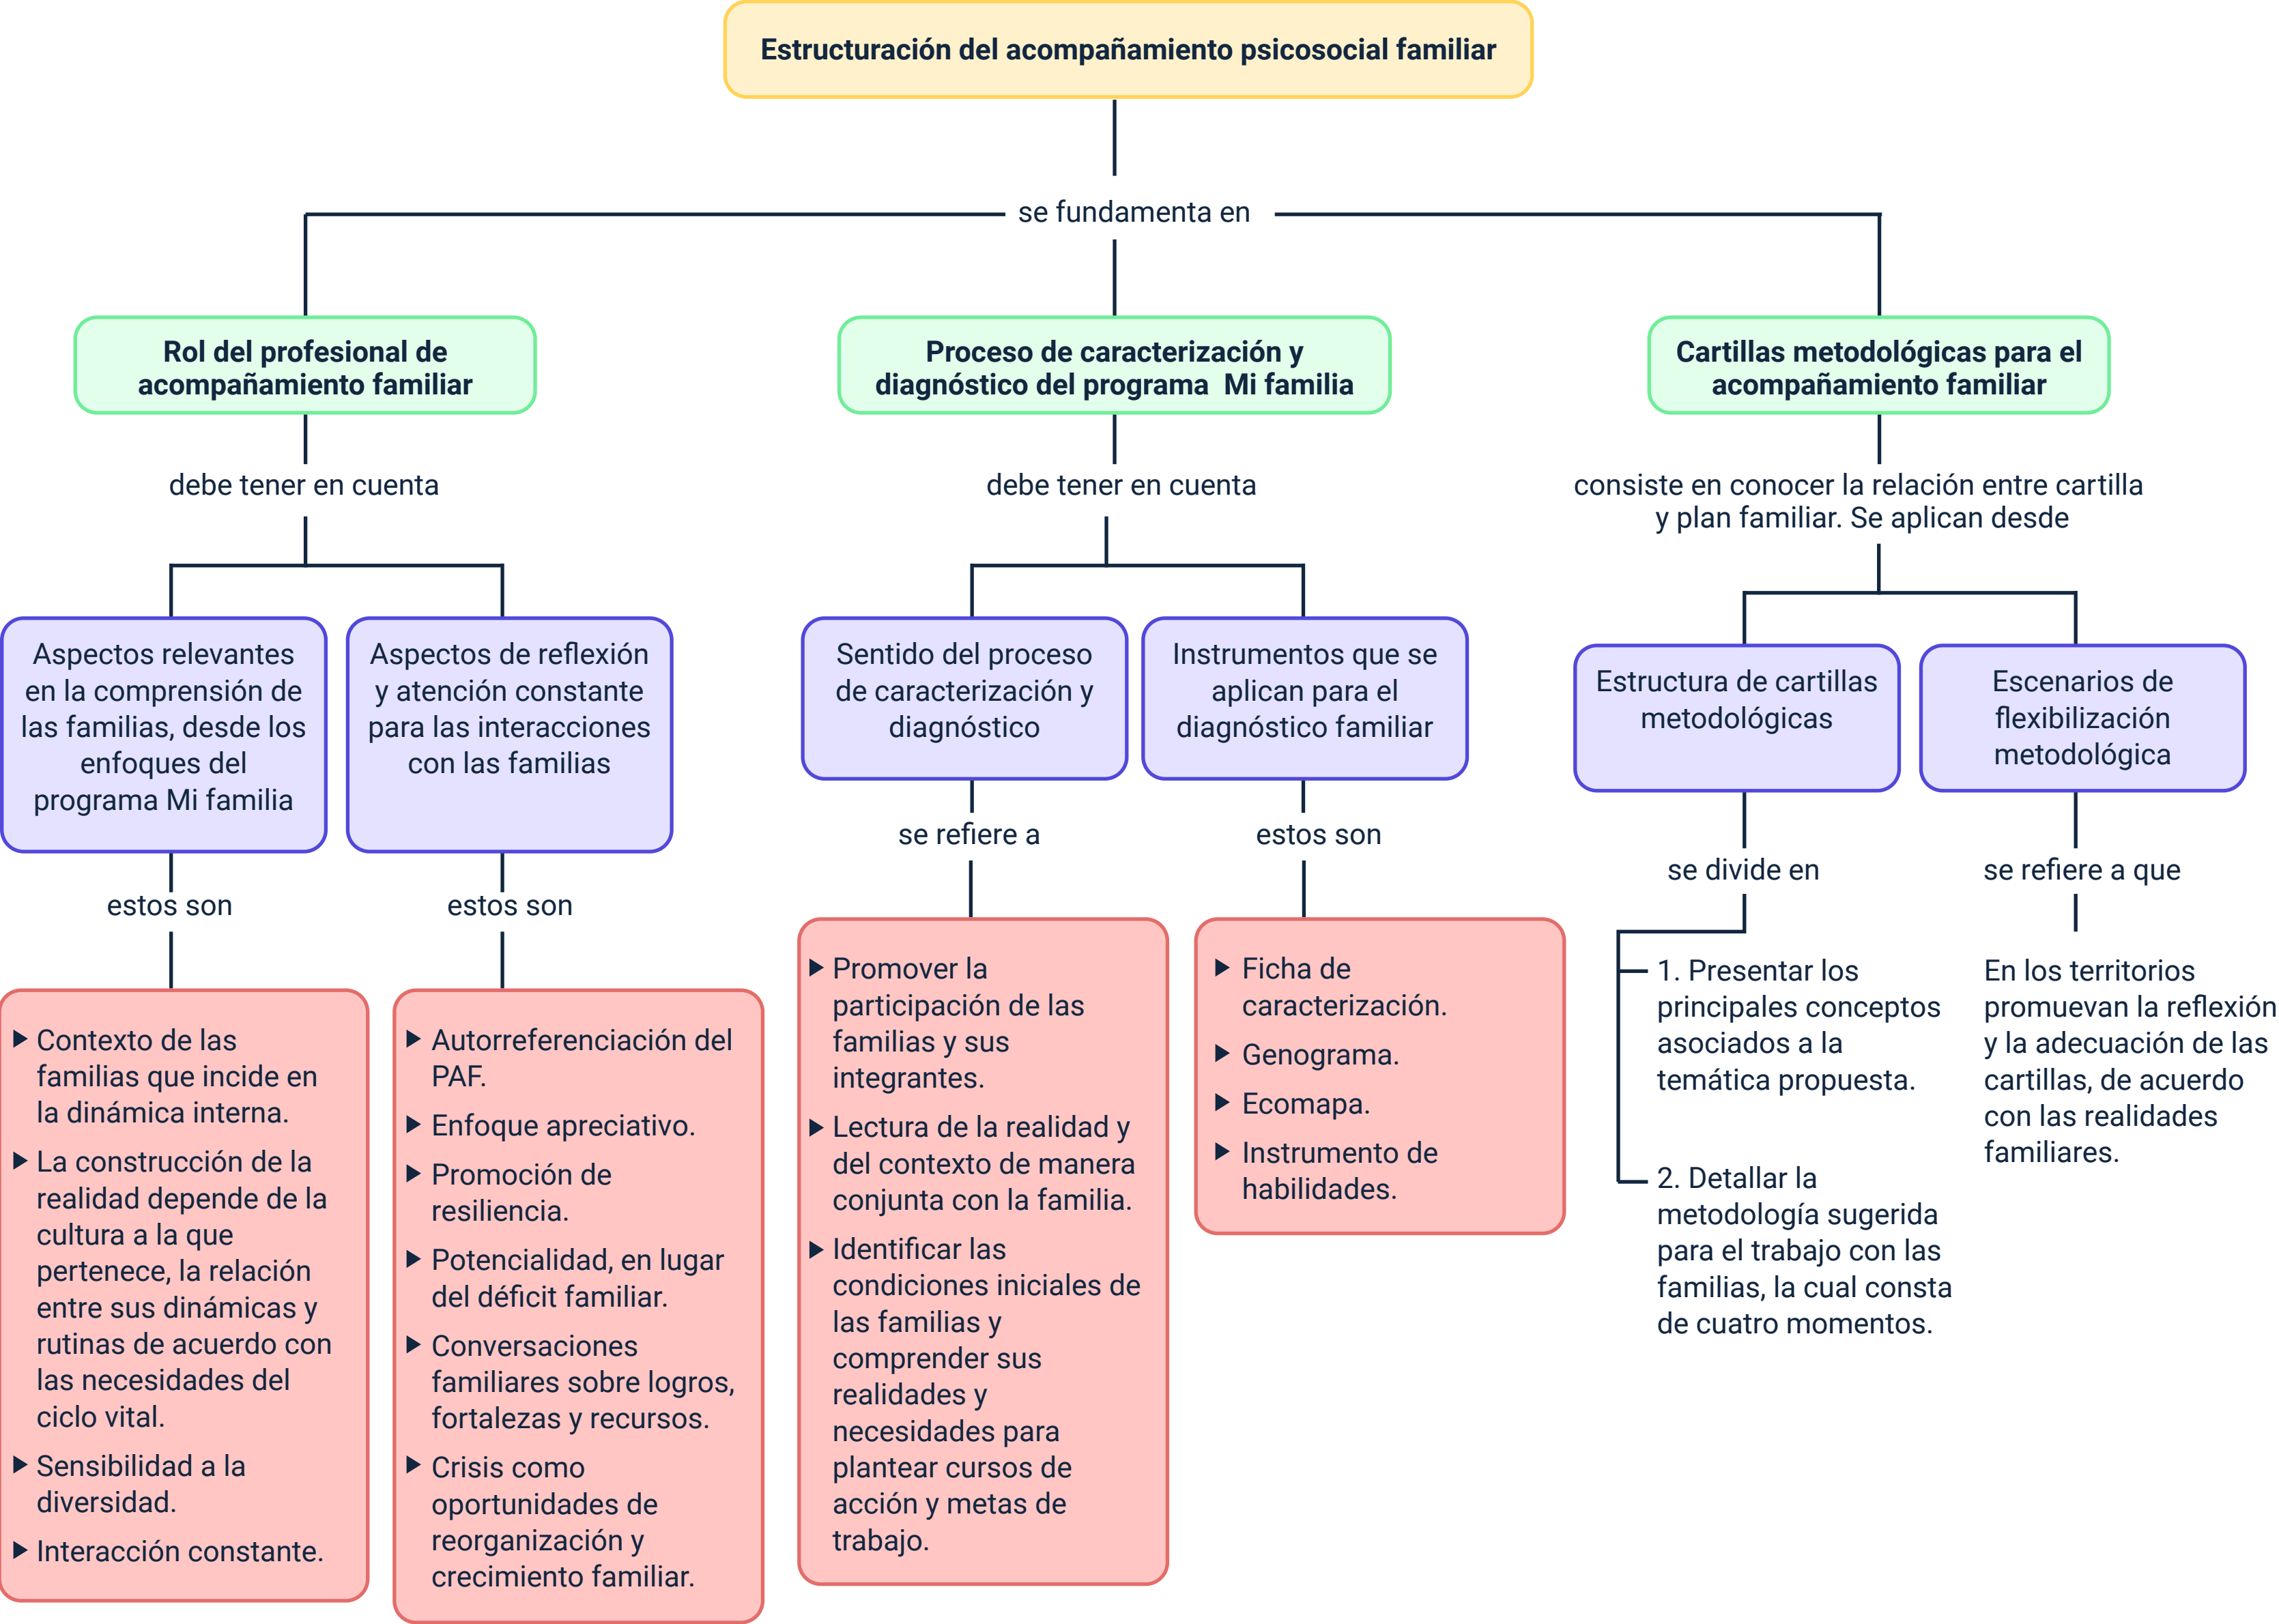 Estructuración del acompañamiento psicosocial familiar
se fundamenta en
Rol del profesional de
acompañamiento familiar
debe tener en cuenta
Aspectos relevantes
en la comprensión de
las familias, desde los
enfoques del
programa Mi familia
estos son
Contexto de las
familias que incide en
la dinámica interna.
La construcción de la
realidad depende de la
cultura a la que
pertenece, la relación
entre sus dinámicas y
rutinas de acuerdo con
las necesidades del
ciclo vital.
Sensibilidad a la
diversidad.
Interacción constante.
Aspectos de reflexión
y atención constante
para las interacciones
con las familias
estos son
Autorreferenciación del
PAF.
Enfoque apreciativo.
Promoción de
resiliencia.
Potencialidad, en lugar
del déficit familiar.
Conversaciones
familiares sobre logros,
fortalezas y recursos.
Crisis como
oportunidades de
reorganización y
crecimiento familiar.
Proceso de caracterización y
diagnóstico del programa  Mi familia
debe tener en cuenta
Sentido del proceso
de caracterización y
diagnóstico
se refiere a
Promover la
participación de las
familias y sus
integrantes.
Lectura de la realidad y
del contexto de manera
conjunta con la familia.
Identificar las
condiciones iniciales de
las familias y
comprender sus
realidades y
necesidades para
plantear cursos de
acción y metas de
trabajo.
Instrumentos que se
aplican para el
diagnóstico familiar
estos son
Ficha de
caracterización.
Genograma.
Ecomapa.
Instrumento de
habilidades.
Cartillas metodológicas para el
acompañamiento familiar
consiste en conocer la relación entre cartilla
y plan familiar. Se aplican desde
Estructura de cartillas
metodológicas
se divide en
1. Presentar los
principales conceptos
asociados a la
temática propuesta.
2. Detallar la
metodología sugerida
para el trabajo con las
familias, la cual consta
de cuatro momentos.
Escenarios de
flexibilización
metodológica
se refiere a que
En los territorios
promuevan la reflexión
y la adecuación de las
cartillas, de acuerdo
con las realidades
familiares.